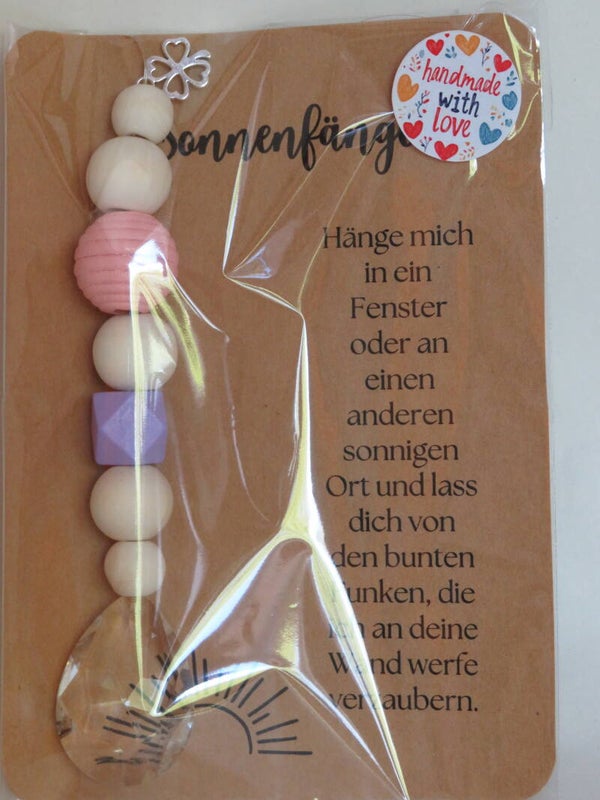 handmade
with
love
sonnenfänge
Hänge mich
in ein
Fenster
oder an
einen
anderen
sonnigen
Ort und lass
dich von
den bunten
Funken, die
ich an deine
Wand werfe
verzaubern.